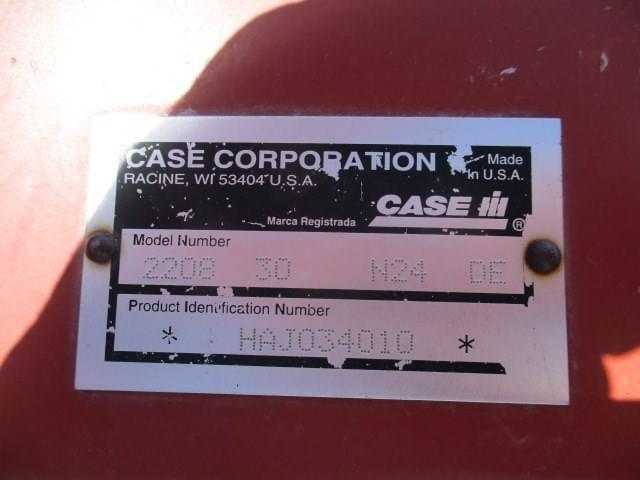 CASE CORPORATION
Made
in U.S.A.
RACINE, WI 53404 U.S.A.
Marca Registrada
CASE IH ®
Model Number
2208 30 N24 DE
Product Identification Number
* HAJ034010 *